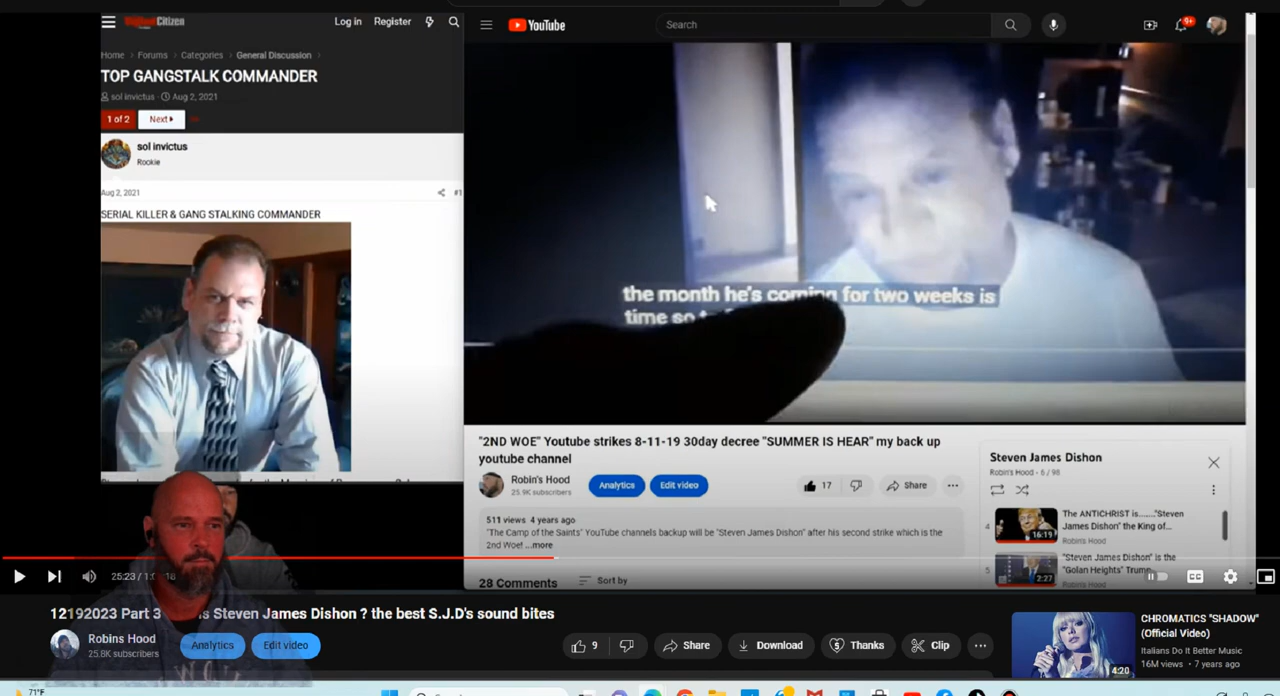 Citizen
Log in Register
YouTube
Search
9+
Home Forums Categories General Discussion
TOP GANGSTALK COMMANDER
sol invictus · Aug 2, 2021
1 of 2 Next
sol invictus
Rookie
Aug 2, 2021
#1
SERIAL KILLER & GANG STALKING COMMANDER
the month he's coming for two weeks is
time so
"2ND WOE" Youtube strikes 8-11-19 30day decree "SUMMER IS HEAR" my back up
youtube channel
Robin's Hood
25.9K subscribers
Analytics
Edit video
17
Share
511 views 4 years ago
"The Camp of the Saints" YouTube channels backup will be "Steven James Dishon" after his second strike which is the
2nd Woe! ...more
28 Comments
Sort by
Steven James Dishon
Robin's Hood - 6 / 98
4
16:19
The ANTICHRIST is......."Steven
James Dishon" the King of...
Robins Hood
5
2:27
"Steven James Dishon" is the
"Golan Heights" Trump
Robins Hood
25:23 /
12192023 Part 3
Steven James Dishon ? the best S.J.D's sound bites
Robins Hood
25.8K subscribers
Analytics
Edit video
9
Share
Download
Thanks
Clip
4:20
CHROMATICS "SHADOW"
(Official Video)
Italians Do It Better Music
16M views · 7 years ago
71°F